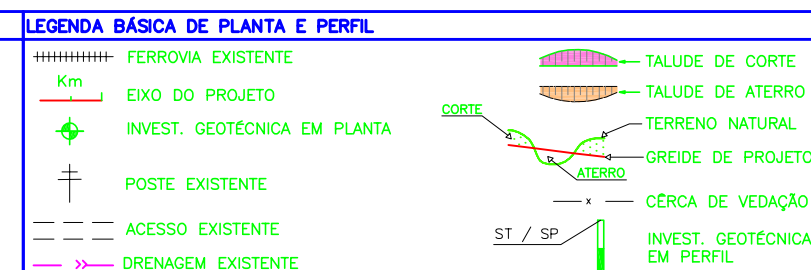 LEGENDA BÁSICA DE PLANTA E PERFIL
FERROVIA EXISTENTE
Km
EIXO DO PROJETO
INVEST. GEOTÉCNICA EM PLANTA
POSTE EXISTENTE
ACESSO EXISTENTE
DRENAGEM EXISTENTE
TALUDE DE CORTE
TALUDE DE ATERRO
CORTE
TERRENO NATURAL
GREIDE DE PROJETO
ATERRO
x
CÊRCA DE VEDAÇÃO
ST / SP
INVEST. GEOTÉCNICA
EM PERFIL